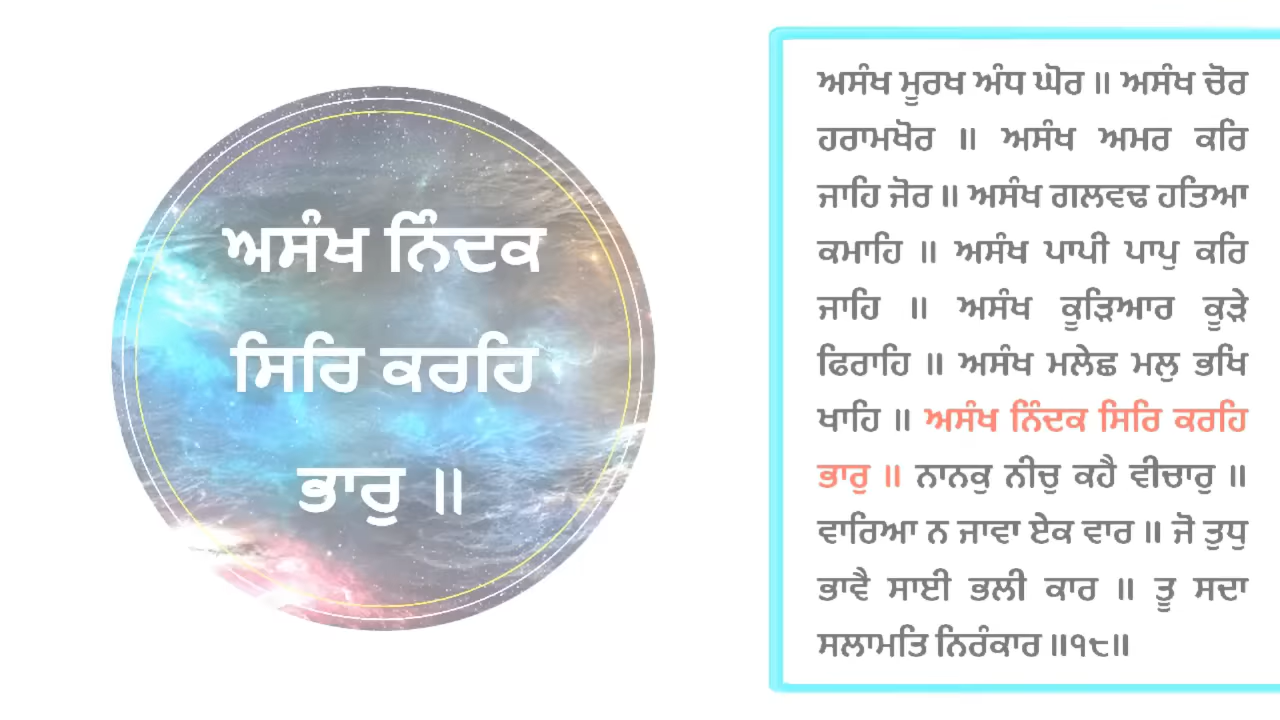 ਅਸੰਖ ਨਿੰਦਕ
ਸਿਰਿ ਕਰਹਿ
ਭਾਰੁ ॥
ਅਸੰਖ ਮੂਰਖ ਅੰਧ ਘੋਰ ॥ ਅਸੰਖ ਚੋਰ
ਹਰਾਮਖੋਰ ॥ ਅਸੰਖ ਅਮਰ ਕਰਿ
ਜਾਹਿ ਜੋਰ ॥ ਅਸੰਖ ਗਲਵਢ ਹਤਿਆ
ਕਮਾਹਿ ॥ ਅਸੰਖ ਪਾਪੀ ਪਾਪੁ ਕਰਿ
ਜਾਹਿ ॥ ਅਸੰਖ ਕੂੜਿਆਰ ਕੂੜੇ
ਫਿਰਾਹਿ ॥ ਅਸੰਖ ਮਲੇਛ ਮਲੁ ਭਖਿ
ਖਾਹਿ ॥ ਅਸੰਖ ਨਿੰਦਕ ਸਿਰਿ ਕਰਹਿ
ਭਾਰੁ ॥ ਨਾਨਕੁ ਨੀਚੁ ਕਹੈ ਵੀਚਾਰੁ ॥
ਵਾਰਿਆ ਨ ਜਾਵਾ ਏਕ ਵਾਰ ॥ ਜੋ ਤੁਧੁ
ਭਾਵੈ ਸਾਈ ਭਲੀ ਕਾਰ ॥ ਤੂ ਸਦਾ
ਸਲਾਮਤਿ ਨਿਰੰਕਾਰ ॥੧੮॥